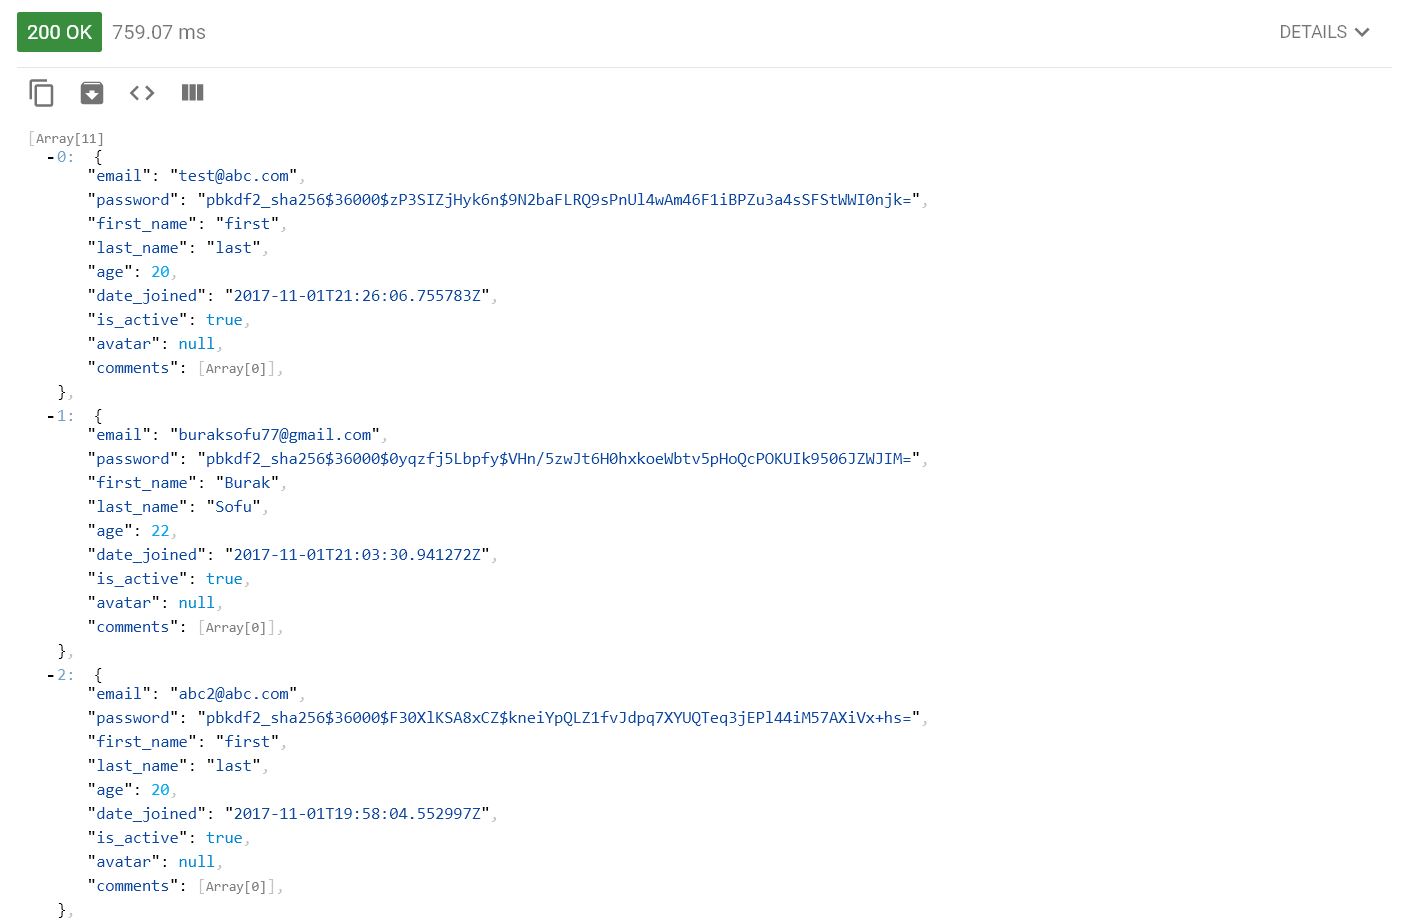 200 OK 759.07 ms DETAILS
[Array[11]
-0: {
"email": "test@abc.com",
"password": "pbkdf2_sha256$36000$zP3SIZjHyk6n$9N2baFLRQ9sPnUl4wAm46F1iBPZu3a4sSFStWWI0njk=",
"first_name": "first",
"last_name": "last",
"age": 20,
"date_joined": "2017-11-01T21:26:06.755783Z",
"is_active": true,
"avatar": null,
"comments": [Array[0]],
},
-1: {
"email": "buraksofu77@gmail.com",
"password": "pbkdf2_sha256$36000$0yqzfj5Lbpfy$VHn/5zwJt6H0hxkoeWbtv5pHoQcPOKUIk9506JZWJIM=",
"first_name": "Burak",
"last_name": "Sofu",
"age": 22,
"date_joined": "2017-11-01T21:03:30.941272Z",
"is_active": true,
"avatar": null,
"comments": [Array[0]],
},
-2: {
"email": "abc2@abc.com",
"password": "pbkdf2_sha256$36000$F30XlKSA8xCZ$kneiYpQLZ1fvJdpq7XYUQTeq3jEPl44iM57AXiVx+hs=",
"first_name": "first",
"last_name": "last",
"age": 20,
"date_joined": "2017-11-01T19:58:04.552997Z",
"is_active": true,
"avatar": null,
"comments": [Array[0]],
},